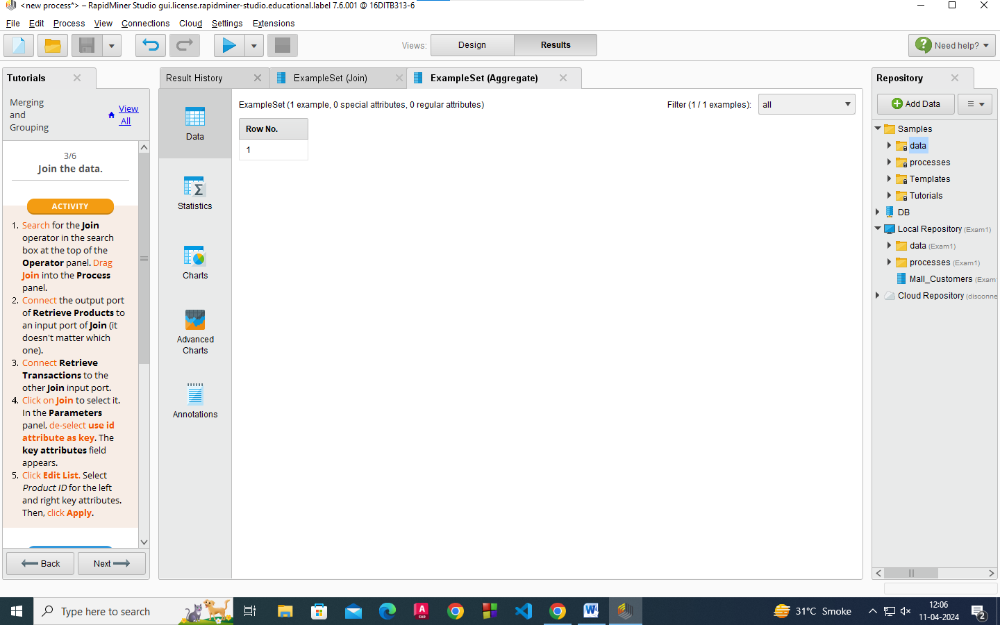 <new process*> – RapidMiner Studio gui.license.rapidminer-studio.educational.label 7.6.001 @ 16DITB313-6
File Edit Process View Connections Cloud Settings Extensions
Views: Design Results
Need help?
Tutorials
Merging
and
Grouping
View
All
3/6
Join the data.
ACTIVITY
1. Search for the Join
operator in the search
box at the top of the
Operator panel. Drag
Join into the Process
panel.
2. Connect the output port
of Retrieve Products to
an input port of Join (it
doesn't matter which
one).
3. Connect Retrieve
Transactions to the
other Join input port.
4. Click on Join to select it.
In the Parameters
panel, de-select use id
attribute as key. The
key attributes field
appears.
5. Click Edit List. Select
Product ID for the left
and right key attributes.
Then, click Apply.
Back Next
Result History
ExampleSet (Join)
ExampleSet (Aggregate)
Data
Statistics
Charts
Advanced
Charts
Annotations
ExampleSet (1 example, 0 special attributes, 0 regular attributes)
Filter (1 / 1 examples): all
Row No.
1
Repository
Add Data
Samples
data
processes
Templates
Tutorials
DB
Local Repository (Exam1)
data (Exam1)
processes (Exam1)
Mall_Customers (Exam
Cloud Repository (disconne
Type here to search
31°C Smoke
12:06
11-04-2024
2